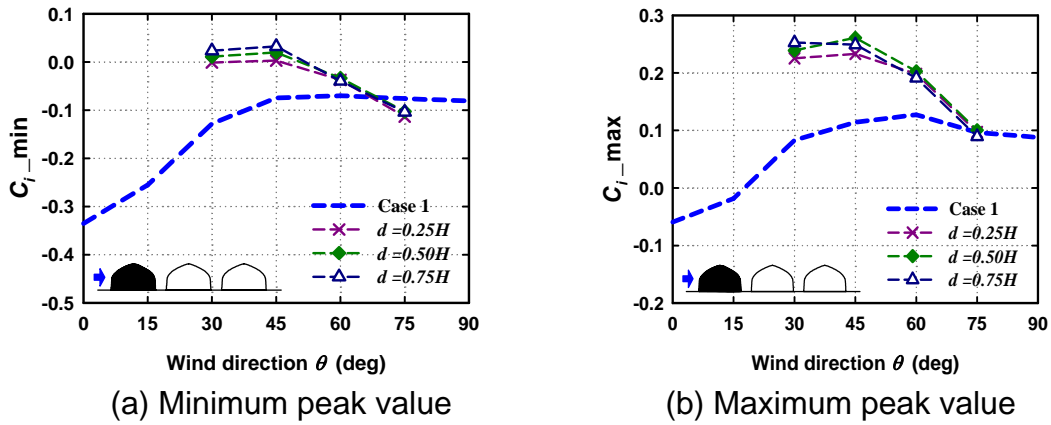 0.1
0.0
-0.1
-0.2
-0.3
-0.4
-0.5
C_i_min
0 15 30 45 60 75 90
Wind direction θ (deg)
Case 1
d =0.25H
d =0.50H
d =0.75H
(a) Minimum peak value
0.3
0.2
0.1
0.0
-0.1
-0.2
C_i_max
0 15 30 45 60 75 90
Wind direction θ (deg)
Case 1
d =0.25H
d =0.50H
d =0.75H
(b) Maximum peak value